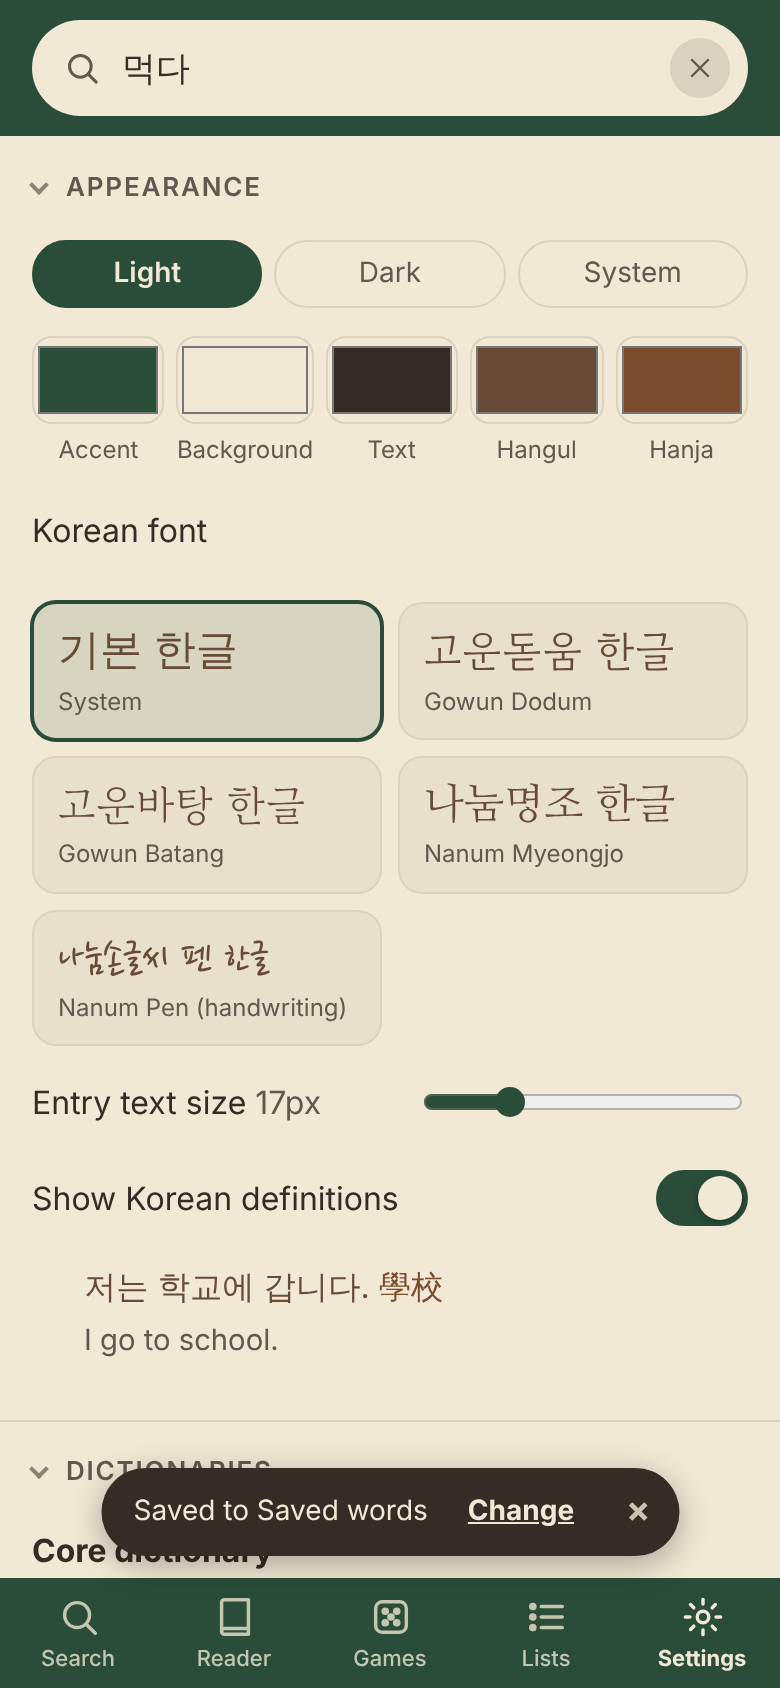 먹다
APPEARANCE
Light Dark System
Accent Background Text Hangul Hanja
Korean font
기본 한글
System
고운돋움 한글
Gowun Dodum
고운바탕 한글
Gowun Batang
나눔명조 한글
Nanum Myeongjo
나눔손글씨 펜 한글
Nanum Pen (handwriting)
Entry text size 17px
Show Korean definitions
저는 학교에 갑니다. 學校
I go to school.
DICTIONARIES
Saved to Saved words Change
Core dictionary
Search Reader Games Lists Settings